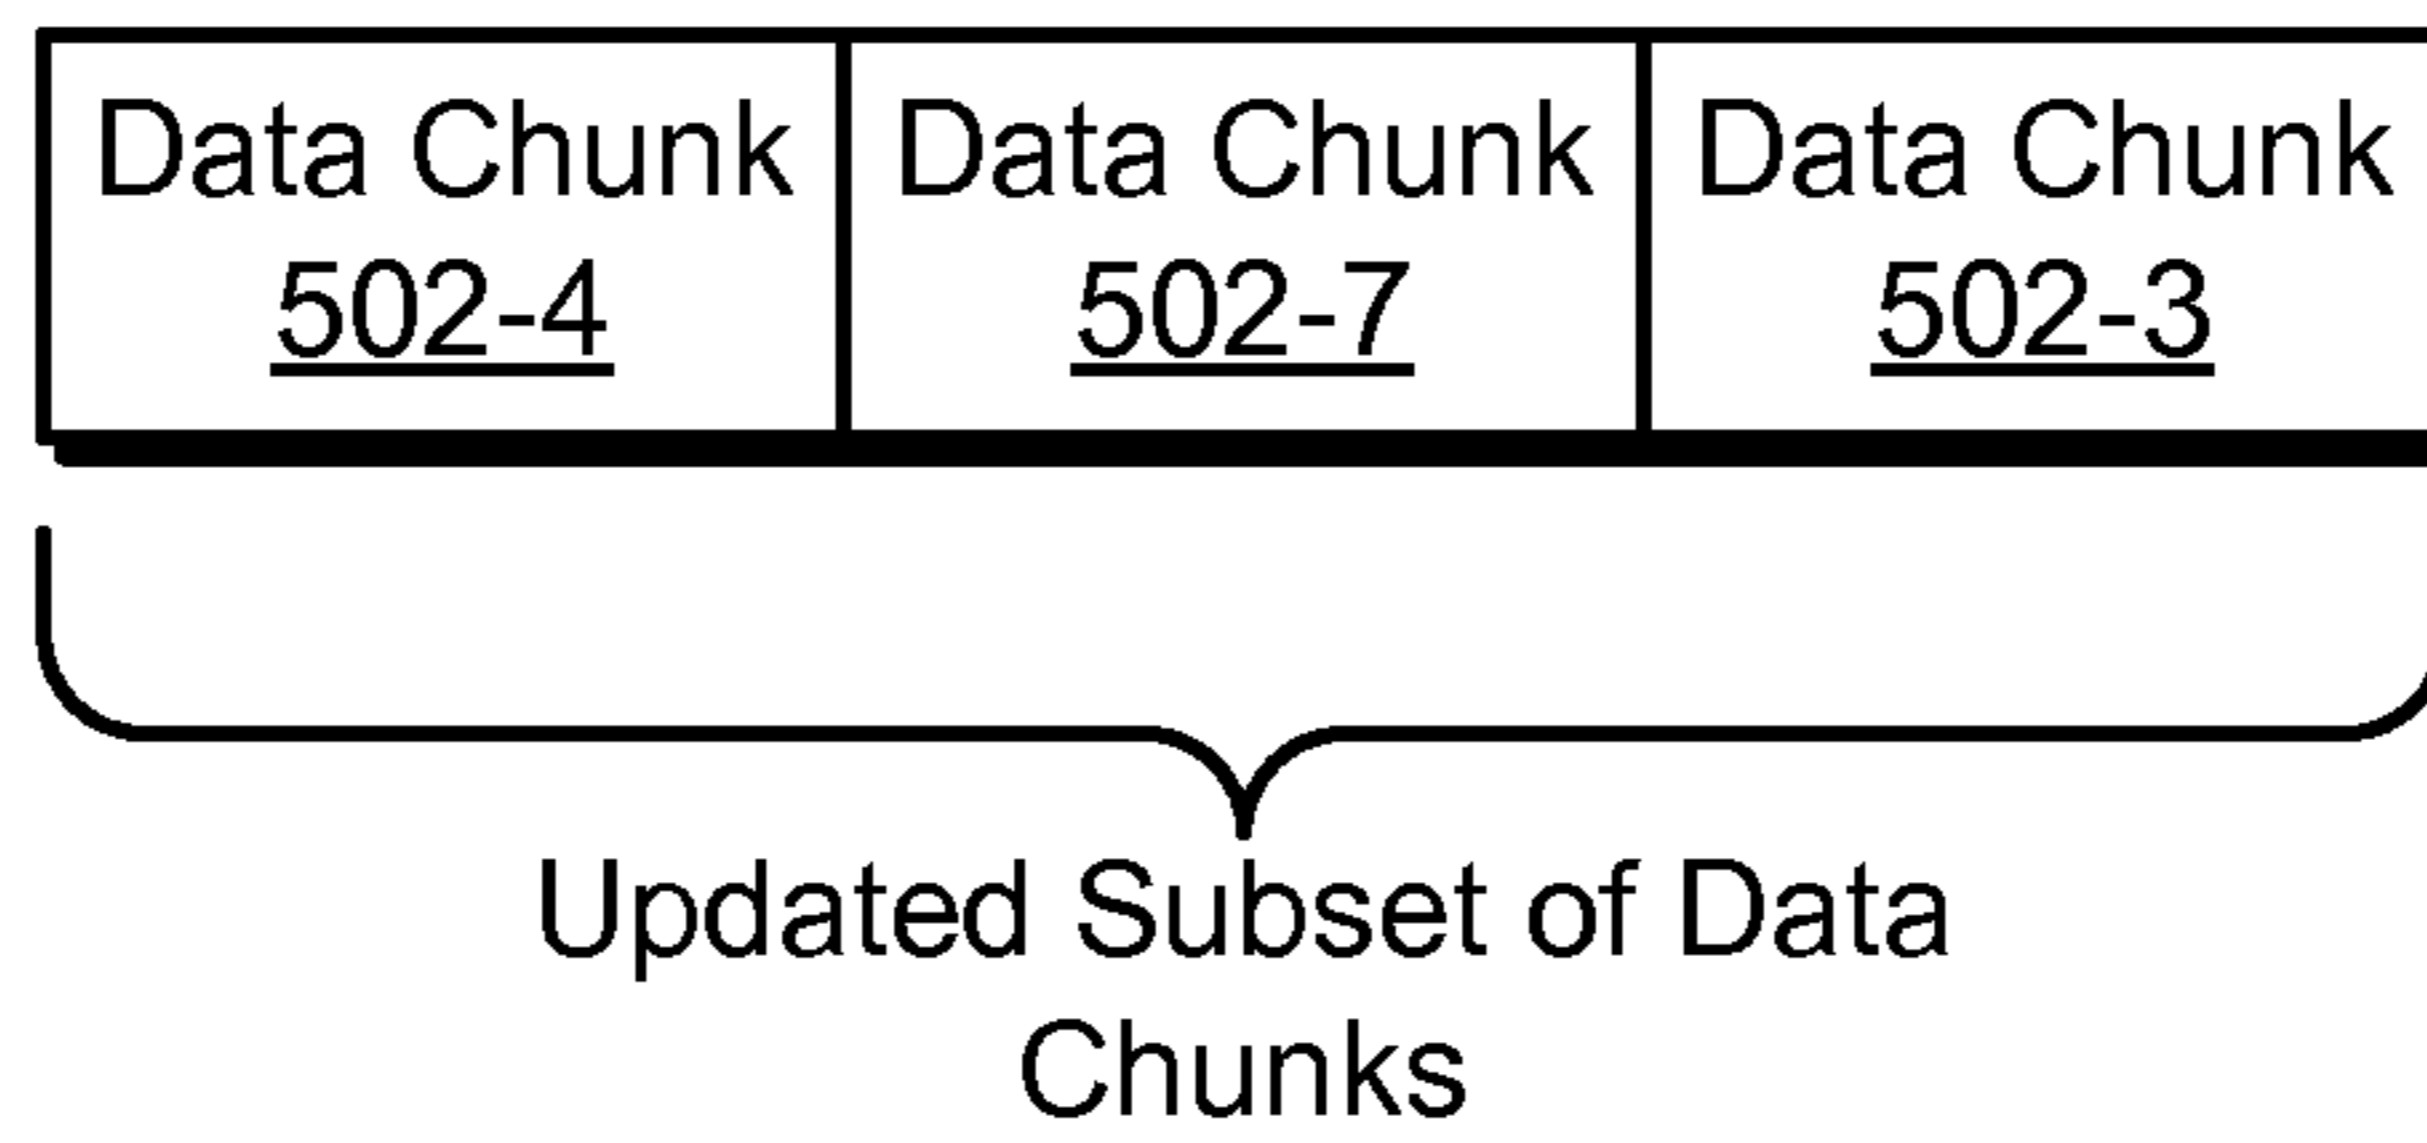 Data Chunk Data Chunk Data Chunk
502-4 502-7 502-3
Updated Subset of Data
Chunks